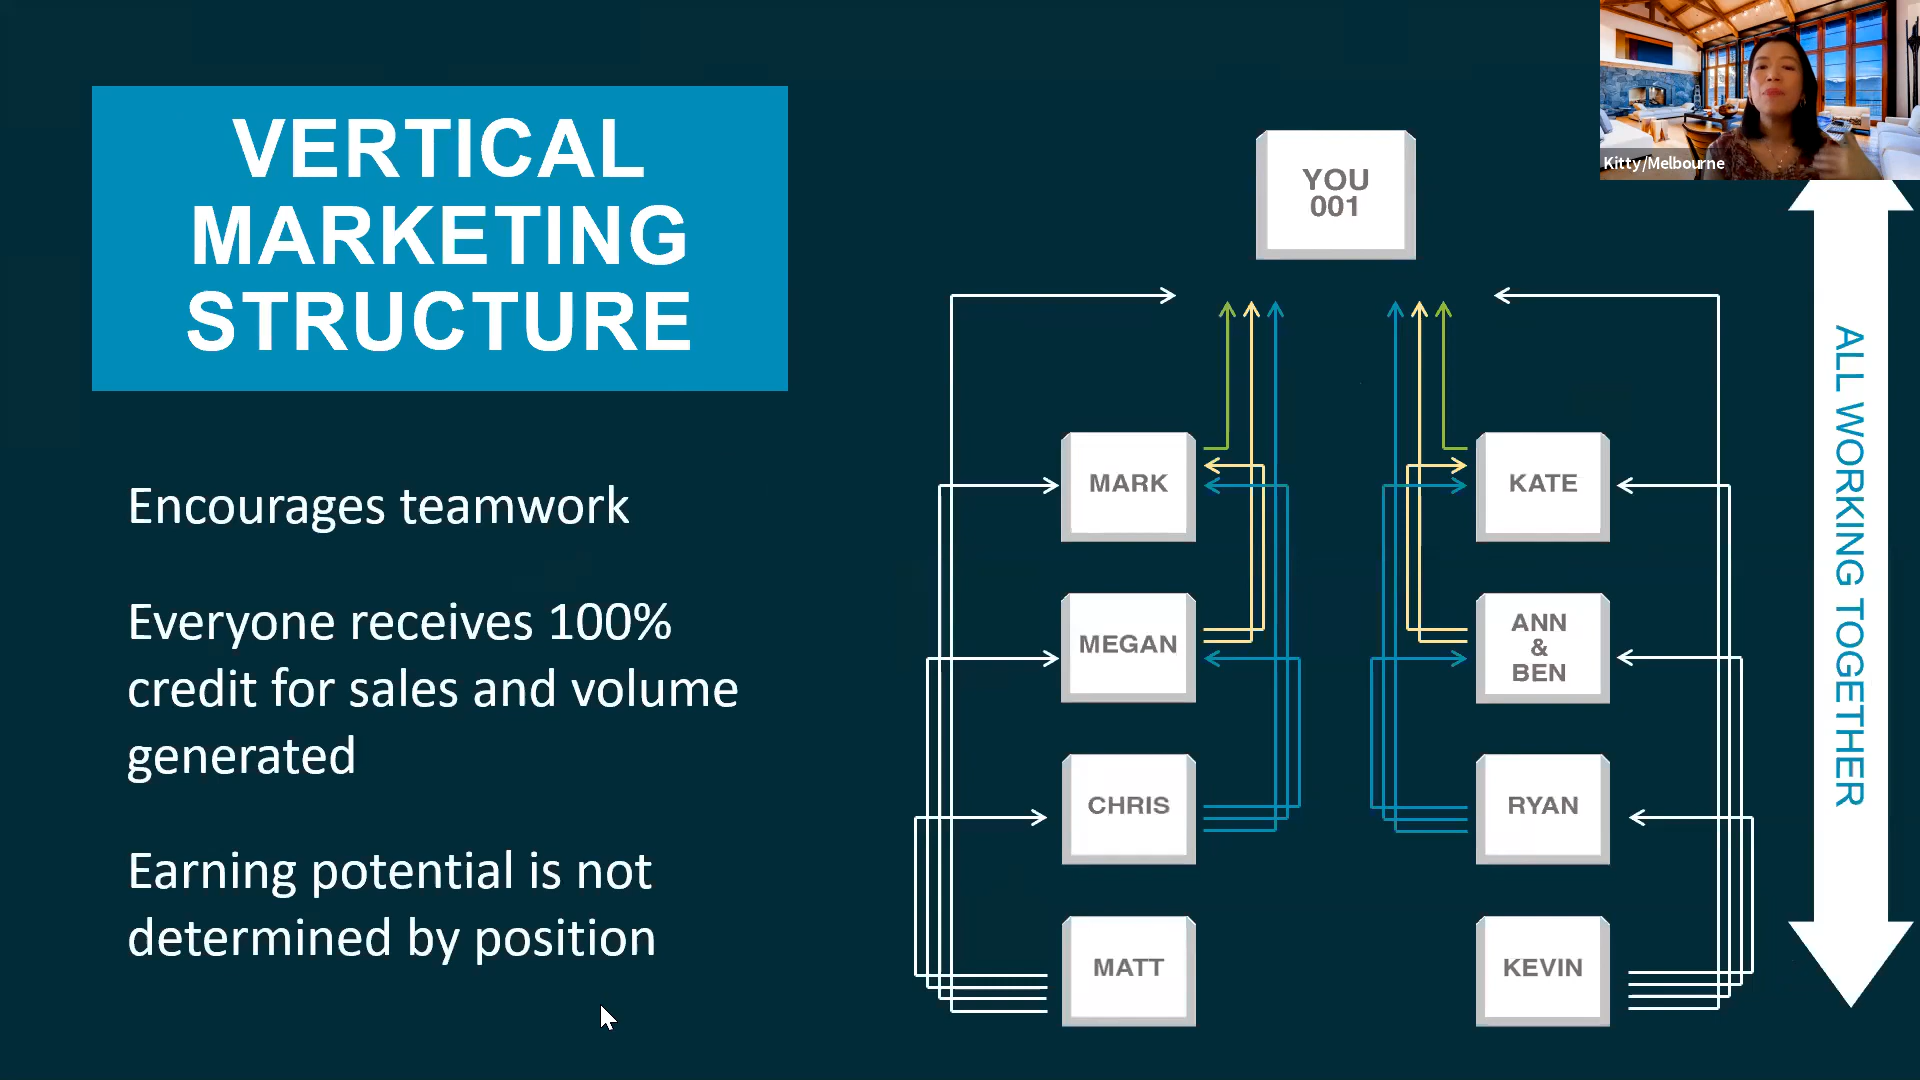 VERTICAL
MARKETING
STRUCTURE
Encourages teamwork
Everyone receives 100%
credit for sales and volume
generated
Earning potential is not
determined by position
YOU
001
MARK
KATE
MEGAN
ANN
&
BEN
CHRIS
RYAN
MATT
KEVIN
ALL WORKING TOGETHER
Kitty/Melbourne